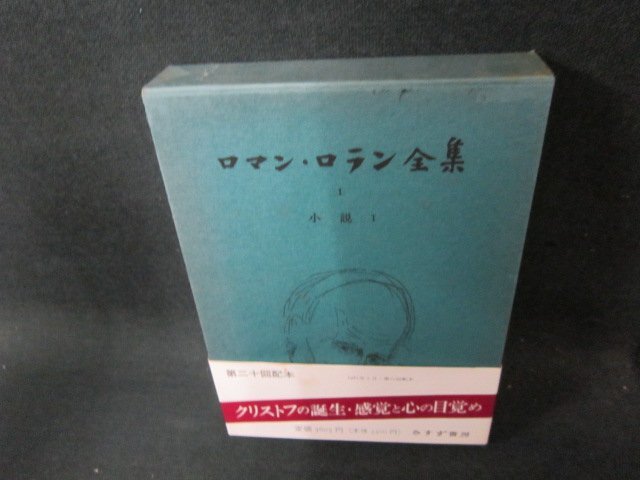 ロマン・ロラン全集
1
小説 1
第二十回配本
クリストフの誕生・感覚と心の目覚め
みすず書房